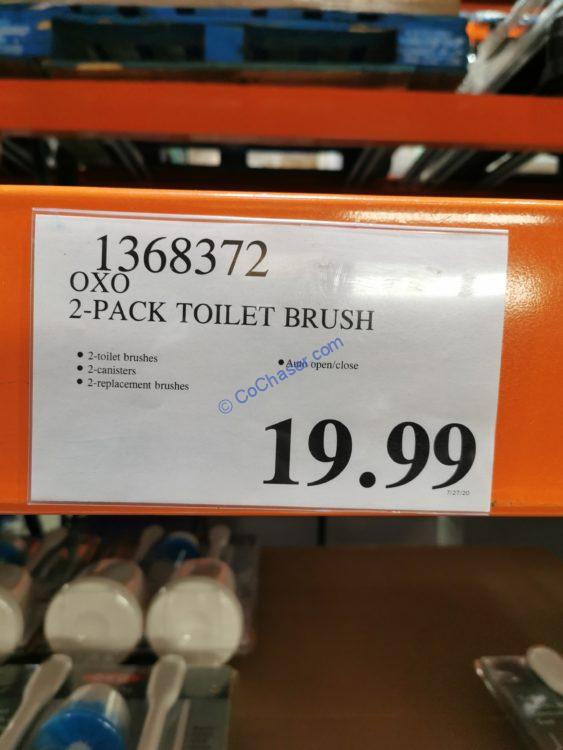 1368372
OXO
2-PACK TOILET BRUSH
• 2-toilet brushes
• 2-canisters
• 2-replacement brushes
• Auto open/close
© CoChaser.com
19.99
7/27/20